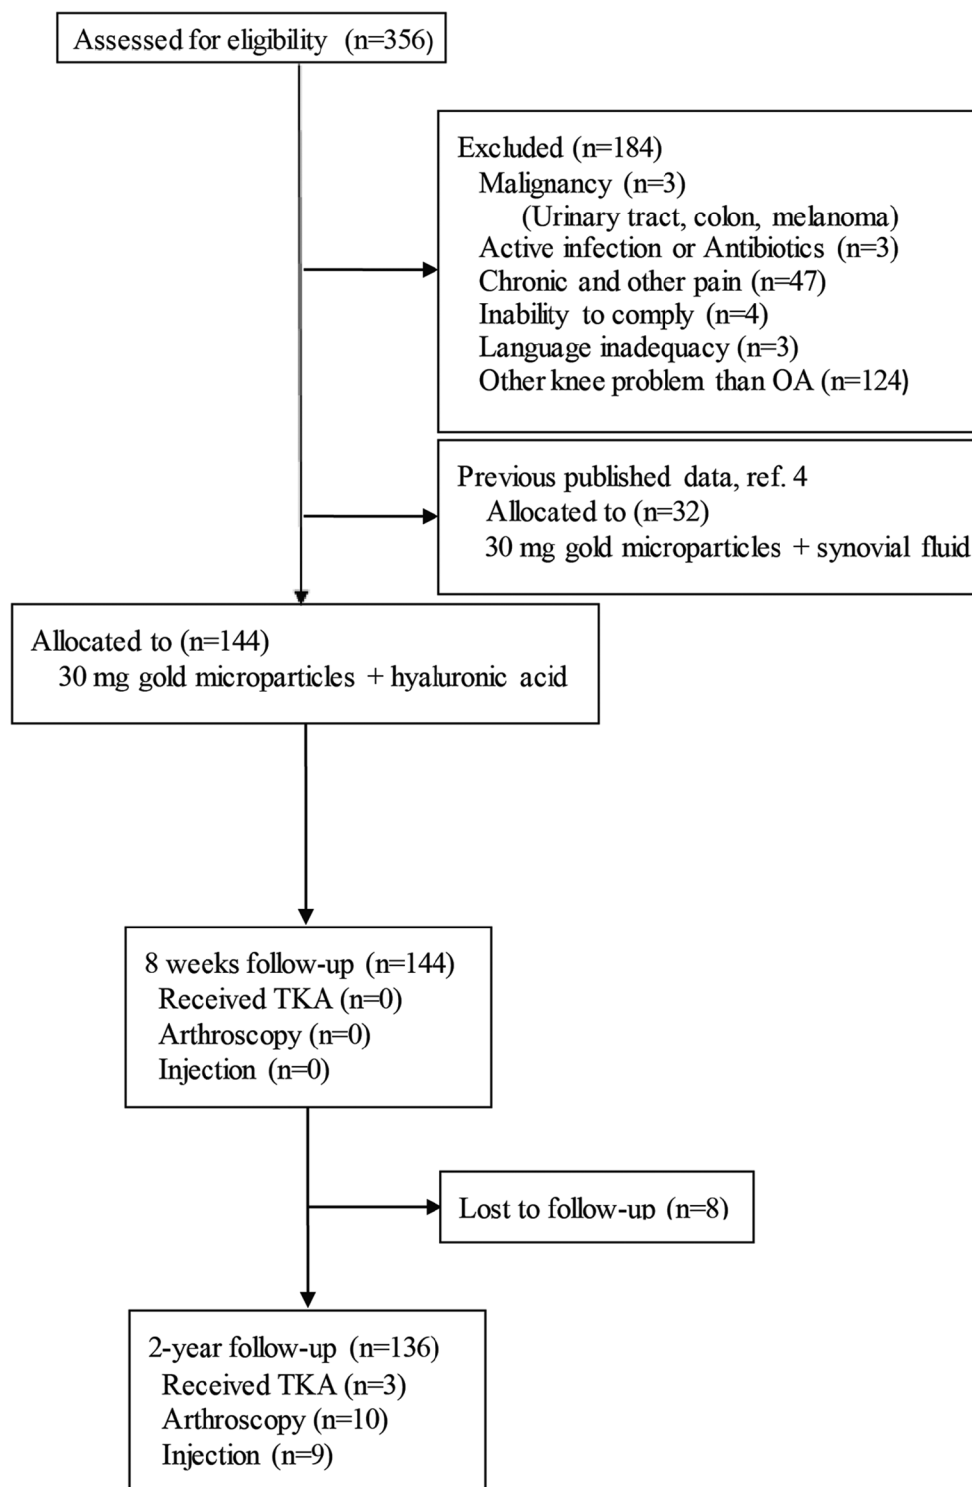 Assessed for eligibility (n=356)
Excluded (n=184)
Malignancy (n=3)
(Urinary tract, colon, melanoma)
Active infection or Antibiotics (n=3)
Chronic and other pain (n=47)
Inability to comply (n=4)
Language inadequacy (n=3)
Other knee problem than OA (n=124)
Previous published data, ref. 4
Allocated to (n=32)
30 mg gold microparticles + synovial fluid
Allocated to (n=144)
30 mg gold microparticles + hyaluronic acid
8 weeks follow-up (n=144)
Received TKA (n=0)
Arthroscopy (n=0)
Injection (n=0)
Lost to follow-up (n=8)
2-year follow-up (n=136)
Received TKA (n=3)
Arthroscopy (n=10)
Injection (n=9)